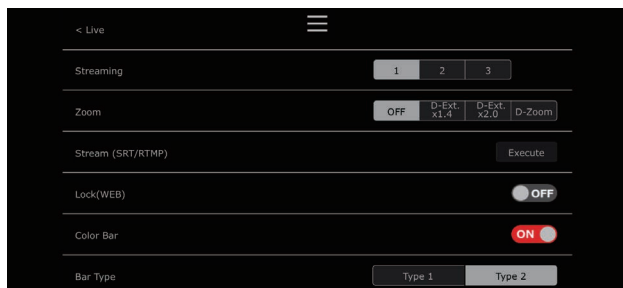 < Live
Streaming 1 2 3
Zoom OFF D-Ext. x1.4 D-Ext. x2.0 D-Zoom
Stream (SRT/RTMP) Execute
Lock(WEB) OFF
Color Bar ON
Bar Type Type 1 Type 2